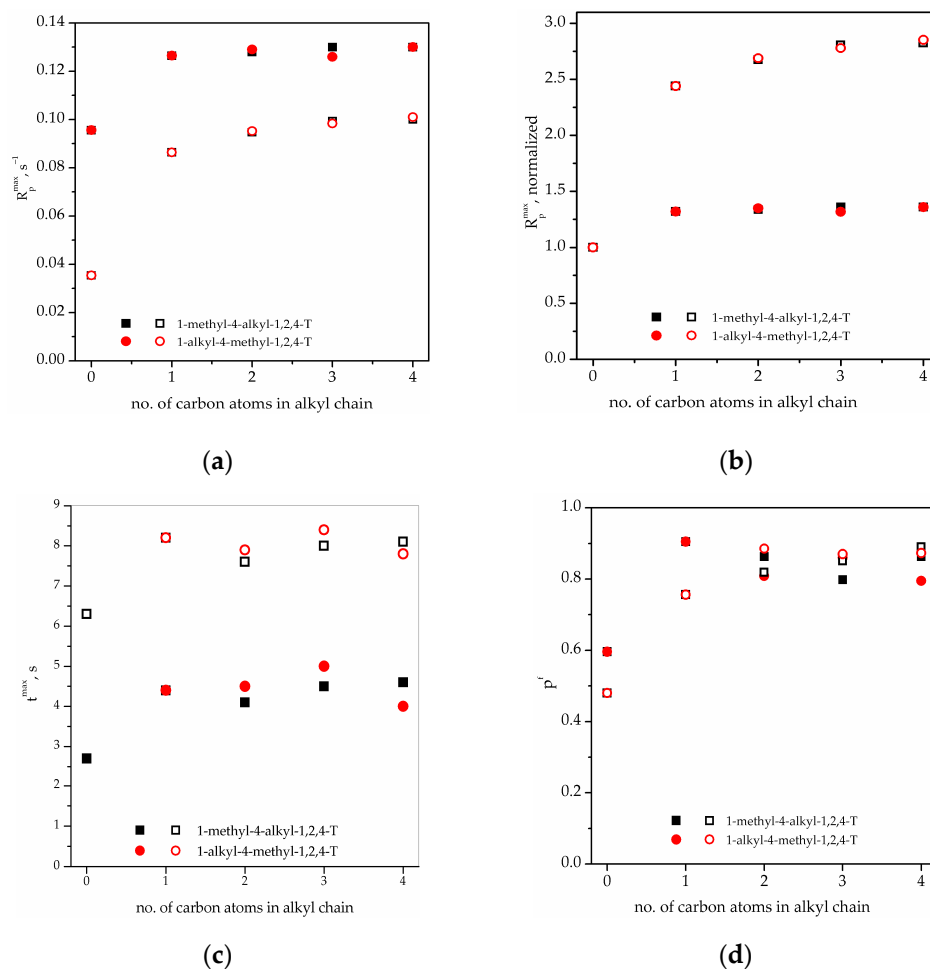 0.14
0.12
0.10
0.08
0.06
0.04
0.02
0.00
R_p^max, s⁻¹
1-methyl-4-alkyl-1,2,4-T
1-alkyl-4-methyl-1,2,4-T
0 1 2 3 4
no. of carbon atoms in alkyl chain
(a)
3.0
2.5
2.0
1.5
1.0
0.5
0.0
R_p^max, normalized
1-methyl-4-alkyl-1,2,4-T
1-alkyl-4-methyl-1,2,4-T
0 1 2 3 4
no. of carbon atoms in alkyl chain
(b)
9
8
7
6
5
4
3
2
1
0
t^max, s
1-methyl-4-alkyl-1,2,4-T
1-alkyl-4-methyl-1,2,4-T
0 1 2 3 4
no. of carbon atoms in alkyl chain
(c)
1.0
0.8
0.6
0.4
0.2
0.0
p^f
1-methyl-4-alkyl-1,2,4-T
1-alkyl-4-methyl-1,2,4-T
0 1 2 3 4
no. of carbon atoms in alkyl chain
(d)